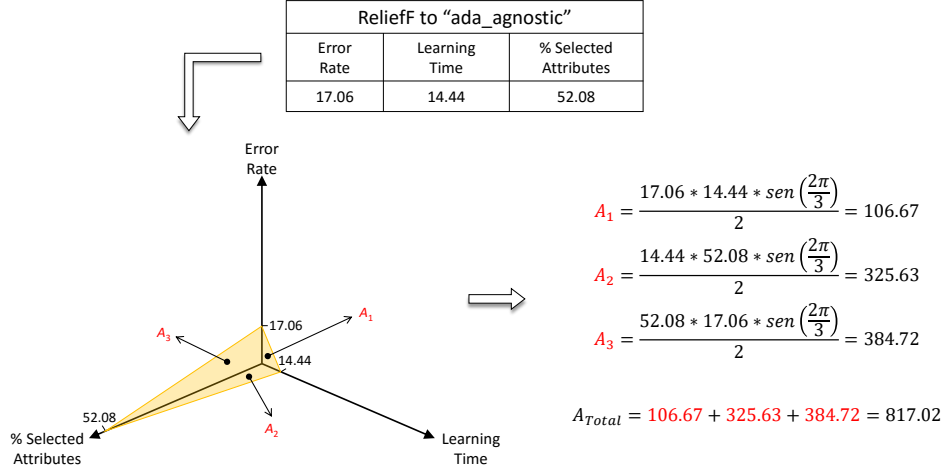 ReliefF to “ada_agnostic”
Error Rate
Learning Time
% Selected Attributes
17.06
14.44
52.08
Error
Rate
17.06
14.44
52.08
A₁
A₃
A₂
% Selected
Attributes
Learning
Time
A₁ = (17.06 * 14.44 * sen(2π/3))/2 = 106.67
A₂ = (14.44 * 52.08 * sen(2π/3))/2 = 325.63
A₃ = (52.08 * 17.06 * sen(2π/3))/2 = 384.72
A_Total = 106.67 + 325.63 + 384.72 = 817.02